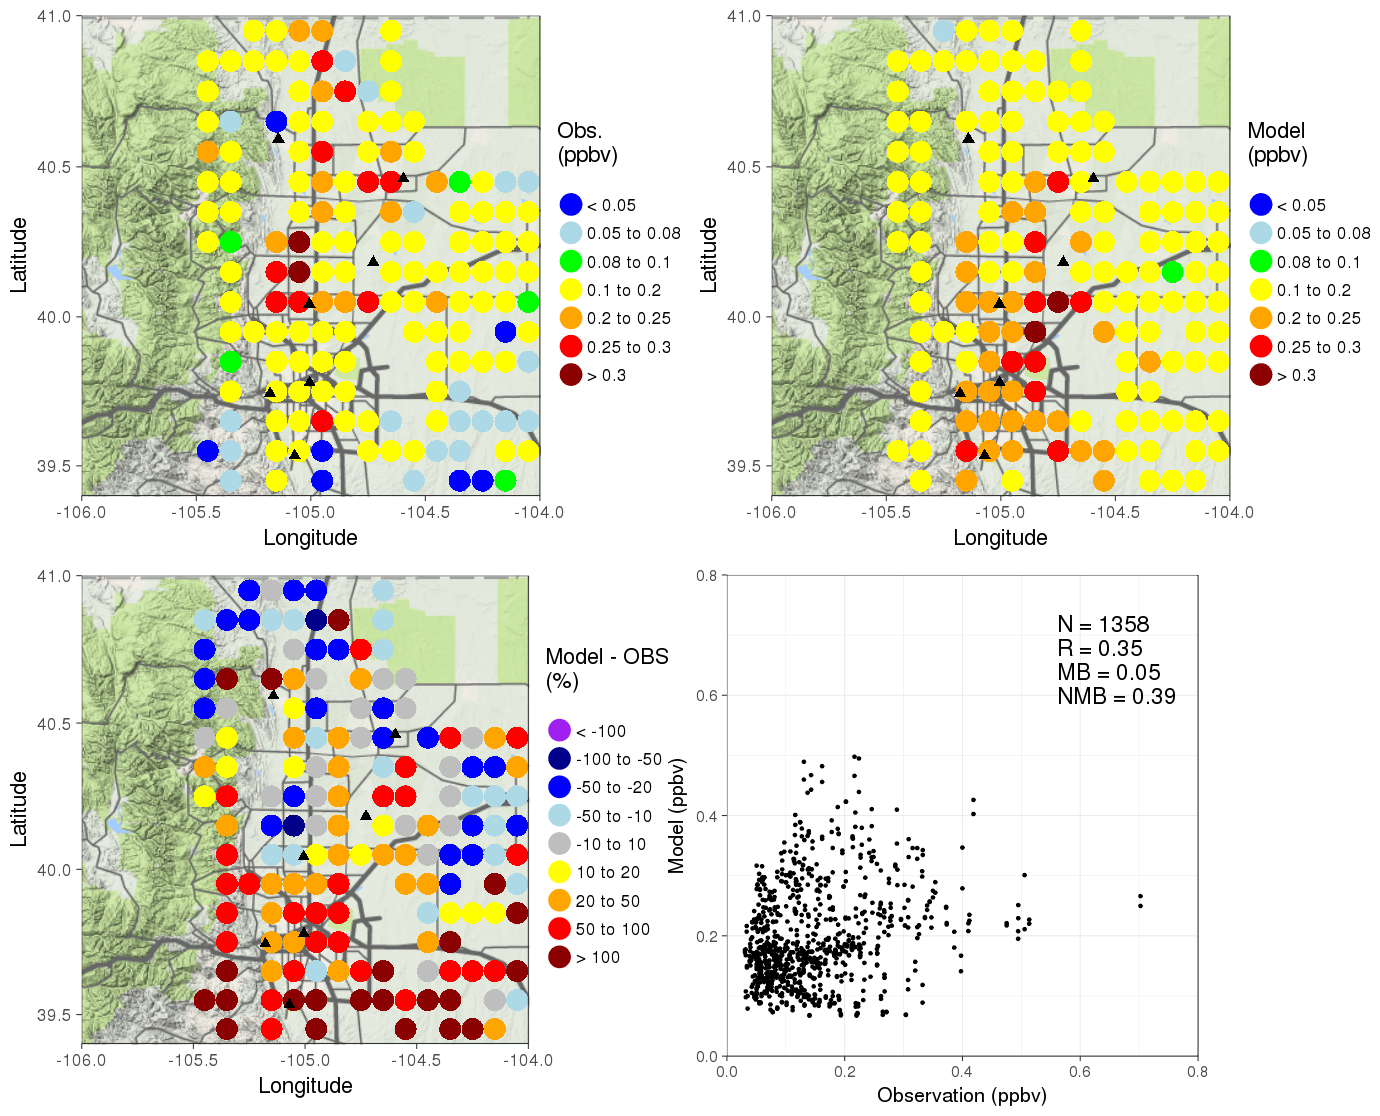 41.0
40.5
40.0
39.5
Latitude
-106.0
-105.5
-105.0
-104.5
-104.0
Longitude
Obs.
(ppbv)
< 0.05
0.05 to 0.08
0.08 to 0.1
0.1 to 0.2
0.2 to 0.25
0.25 to 0.3
> 0.3
41.0
40.5
40.0
39.5
Latitude
-106.0
-105.5
-105.0
-104.5
-104.0
Longitude
Model
(ppbv)
< 0.05
0.05 to 0.08
0.08 to 0.1
0.1 to 0.2
0.2 to 0.25
0.25 to 0.3
> 0.3
41.0
40.5
40.0
39.5
Latitude
-106.0
-105.5
-105.0
-104.5
-104.0
Longitude
Model - OBS
(%)
< -100
-100 to -50
-50 to -20
-50 to -10
-10 to 10
10 to 20
20 to 50
50 to 100
> 100
0.8
0.6
0.4
0.2
0.0
Model (ppbv)
N = 1358
R = 0.35
MB = 0.05
NMB = 0.39
0.0
0.2
0.4
0.6
0.8
Observation (ppbv)